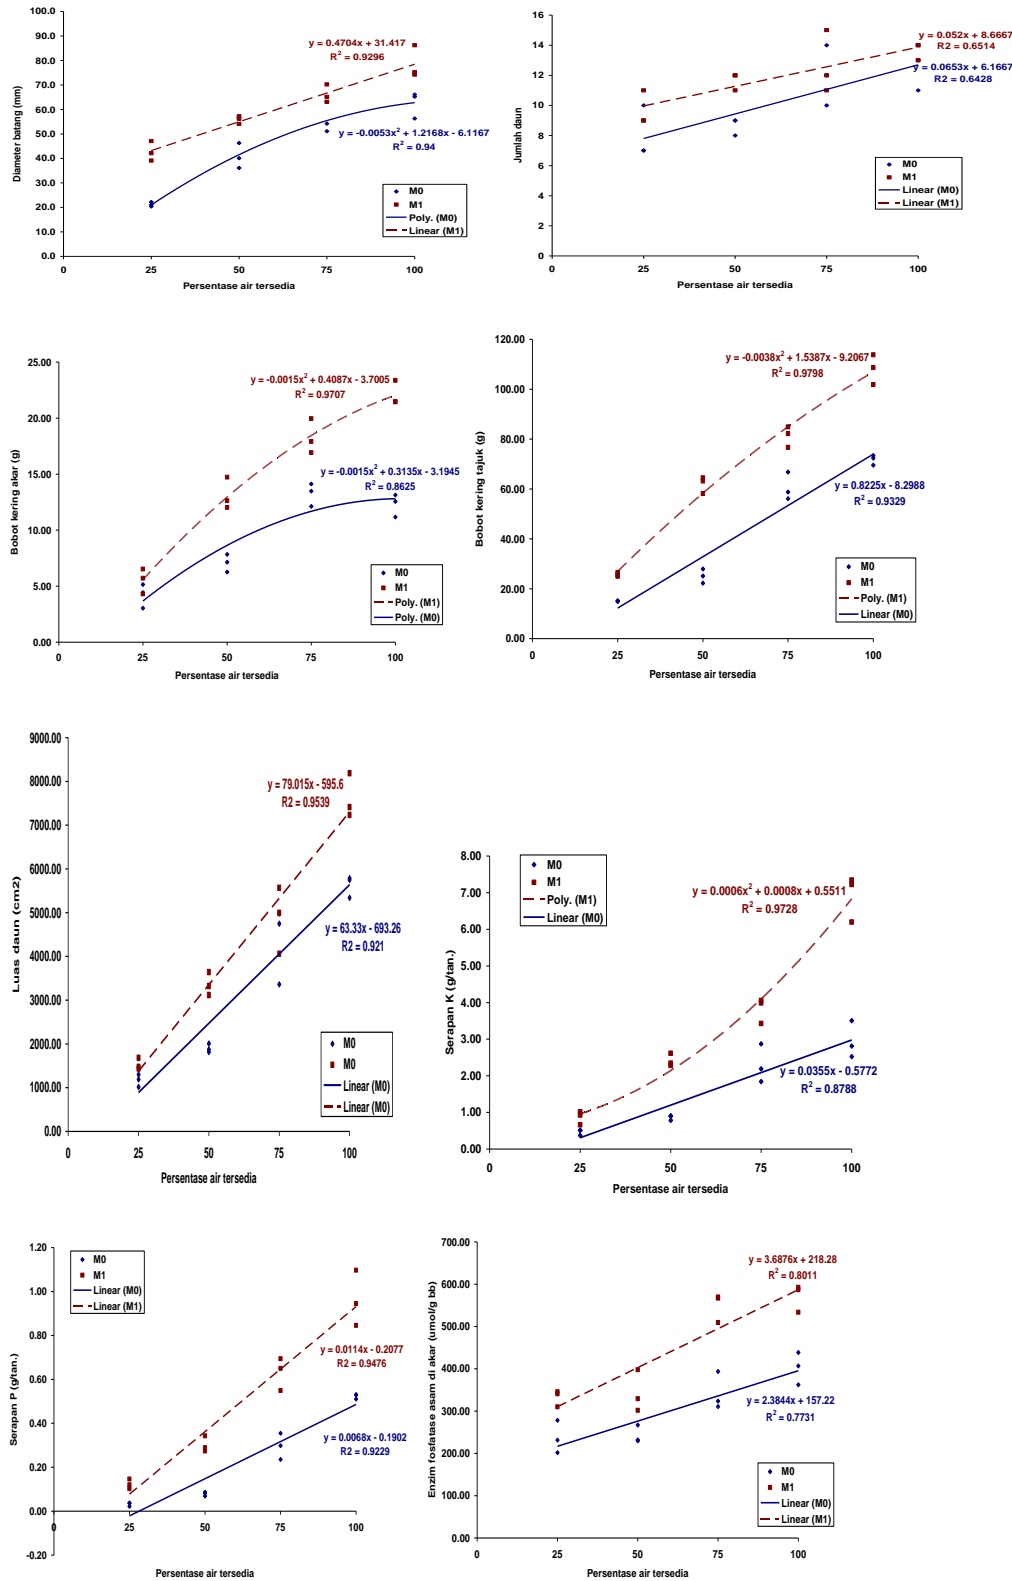 100.0
90.0
80.0
70.0
60.0
50.0
40.0
30.0
20.0
10.0
0.0
Diameter batang (mm)
y = 0.4704x + 31.417
R² = 0.9296
y = -0.0053x² + 1.2168x - 6.1167
R² = 0.94
M0
M1
Poly. (M0)
Linear (M1)
0 25 50 75 100
Persentase air tersedia
16
14
12
10
8
6
4
2
0
Jumlah daun
y = 0.052x + 8.6667
R2 = 0.6514
y = 0.0653x + 6.1667
R2 = 0.6428
M0
M1
Linear (M0)
Linear (M1)
0 25 50 75 100
Persentase air tersedia
25.00
20.00
15.00
10.00
5.00
0.00
Bobot kering akar (g)
y = -0.0015x² + 0.4087x - 3.7005
R² = 0.9707
y = -0.0015x² + 0.3135x - 3.1945
R² = 0.8625
M0
M1
Poly. (M1)
Poly. (M0)
0 25 50 75 100
Persentase air tersedia
120.00
100.00
80.00
60.00
40.00
20.00
0.00
Bobot kering tajuk (g)
y = -0.0038x² + 1.5387x - 9.2067
R² = 0.9798
y = 0.8225x - 8.2988
R² = 0.9329
M0
M1
Poly. (M1)
Linear (M0)
0 25 50 75 100
Persentase air tersedia
9000.00
8000.00
7000.00
6000.00
5000.00
4000.00
3000.00
2000.00
1000.00
0.00
Luas daun (cm2)
y = 79.015x - 595.6
R2 = 0.9539
y = 63.33x - 693.26
R2 = 0.921
M0
M0
Linear (M0)
Linear (M0)
0 25 50 75 100
Persentase air tersedia
8.00
7.00
6.00
5.00
4.00
3.00
2.00
1.00
0.00
Serapan K (g/tan.)
M0
M1
Poly. (M1)
Linear (M0)
y = 0.0006x² + 0.0008x + 0.5511
R² = 0.9728
y = 0.0355x - 0.5772
R² = 0.8788
0 25 50 75 100
Persentase air tersedia
1.20
1.00
0.80
0.60
0.40
0.20
0.00
-0.20
Serapan P (g/tan.)
M0
M1
Linear (M0)
Linear (M1)
y = 0.0114x - 0.2077
R2 = 0.9476
y = 0.0068x - 0.1902
R2 = 0.9229
0 25 50 75 100
Persentase air tersedia
700.00
600.00
500.00
400.00
300.00
200.00
100.00
0.00
Enzim fosfatase asam di akar (umol/g bb)
y = 3.6876x + 218.28
R² = 0.8011
y = 2.3844x + 157.22
R² = 0.7731
M0
M1
Linear (M0)
Linear (M1)
0 25 50 75 100
Persentase air tersedia